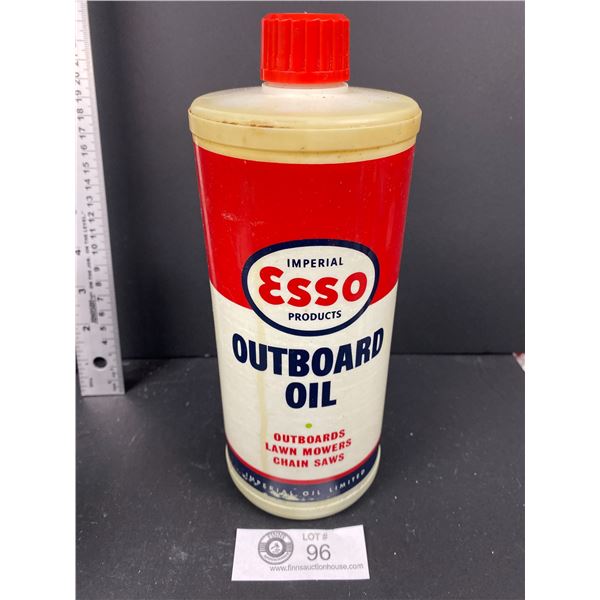 IMPERIAL
Esso
PRODUCTS
OUTBOARD
OIL
OUTBOARDS
LAWN MOWERS
CHAIN SAWS
IMPERIAL OIL LIMITED
LOT #
96
www.finnsauctionhouse.com